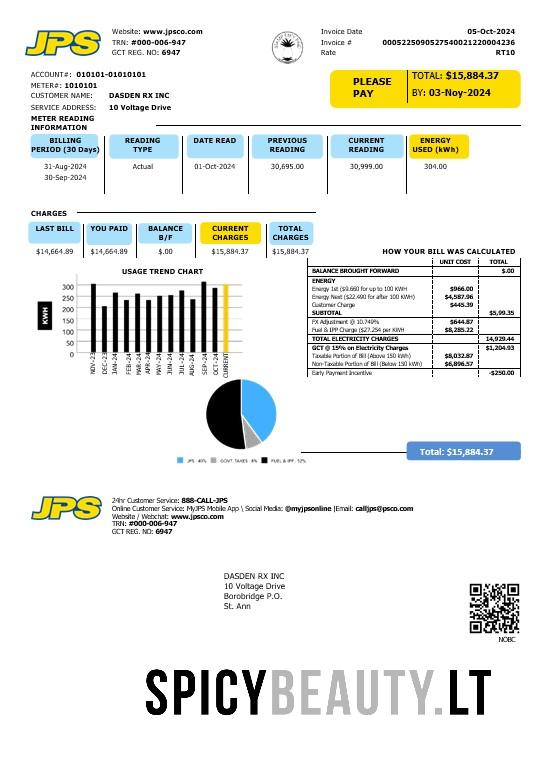 JPS
Website: www.jpsco.com
TRN: #000-006-947
GCT REG. NO: 6947
Invoice Date 05-Oct-2024
Invoice # 0005225090527540021220004236
Rate RT10
ACCOUNT#: 010101-01010101
METER#: 1010101
CUSTOMER NAME: DASDEN RX INC
SERVICE ADDRESS: 10 Voltage Drive
PLEASE PAY
TOTAL: $15,884.37
BY: 03-Nov-2024
METER READING
INFORMATION
BILLING PERIOD (30 Days) READING TYPE DATE READ PREVIOUS READING CURRENT READING ENERGY USED (kWh)
31-Aug-2024 Actual 01-Oct-2024 30,695.00 30,999.00 304.00
30-Sep-2024
CHARGES
LAST BILL YOU PAID BALANCE B/F CURRENT CHARGES TOTAL CHARGES
$14,664.89 $14,664.89 $.00 $15,884.37 $15,884.37
HOW YOUR BILL WAS CALCULATED
UNIT COST TOTAL
BALANCE BROUGHT FORWARD $.00
ENERGY
Energy 1st ($9.660 for up to 100 KWH $966.00
Energy Next ($22.490 for after 100 KWH) $4,587.96
Customer Charge $445.39
SUBTOTAL $5,99.35
FX Adjustment @ 10.749% $644.87
Fuel & IPP Charge ($27.254 per KWH $8,285.22
TOTAL ELECTRICITY CHARGES 14,929.44
GCT @ 15% on Electricity Charges $1,204.93
Taxable Portion of Bill (Above 150 kWh) $8,032.87
Non-Taxable Portion of Bill (Below 150 kWh) $6,896.57
Early Payment Incentive -$250.00
USAGE TREND CHART
KWH
300
250
200
150
100
50
0
NOV-23 DEC-23 JAN-24 FEB-24 MAR-24 APR-24 MAY-24 JUN-24 JUL-24 AUG-24 SEP-24 OCT-24 CURRENT
JPS 40% GOVT. TAXES 8% FUEL & IPP 52%
Total: $15,884.37
JPS
24hr Customer Service: 888-CALL-JPS
Online Customer Service: MyJPS Mobile App \ Social Media: @myjpsonline |Email: calljps@psco.com
Website / Webchat: www.jpsco.com
TRN: #000-006-947
GCT REG. NO: 6947
DASDEN RX INC
10 Voltage Drive
Borobridge P.O.
St. Ann
NOBC
SPICYBEAUTY.LT